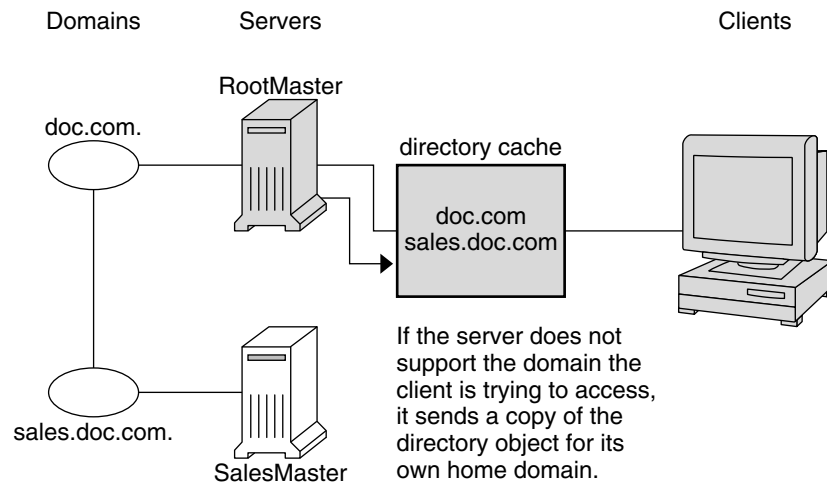 Domains
Servers
Clients
RootMaster
doc.com.
directory cache
doc.com
sales.doc.com
If the server does not
support the domain the
client is trying to access,
it sends a copy of the
directory object for its
own home domain.
sales.doc.com.
SalesMaster